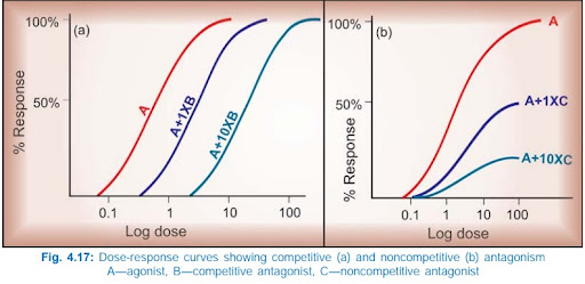 (a)
100%
50%
% Response
A
A+1XB
A+10XB
0.1 1 10 100
Log dose
(b)
100%
50%
% Response
A
A+1XC
A+10XC
0.1 1 10 100
Log dose
Fig. 4.17: Dose-response curves showing competitive (a) and noncompetitive (b) antagonism
A—agonist, B—competitive antagonist, C—noncompetitive antagonist